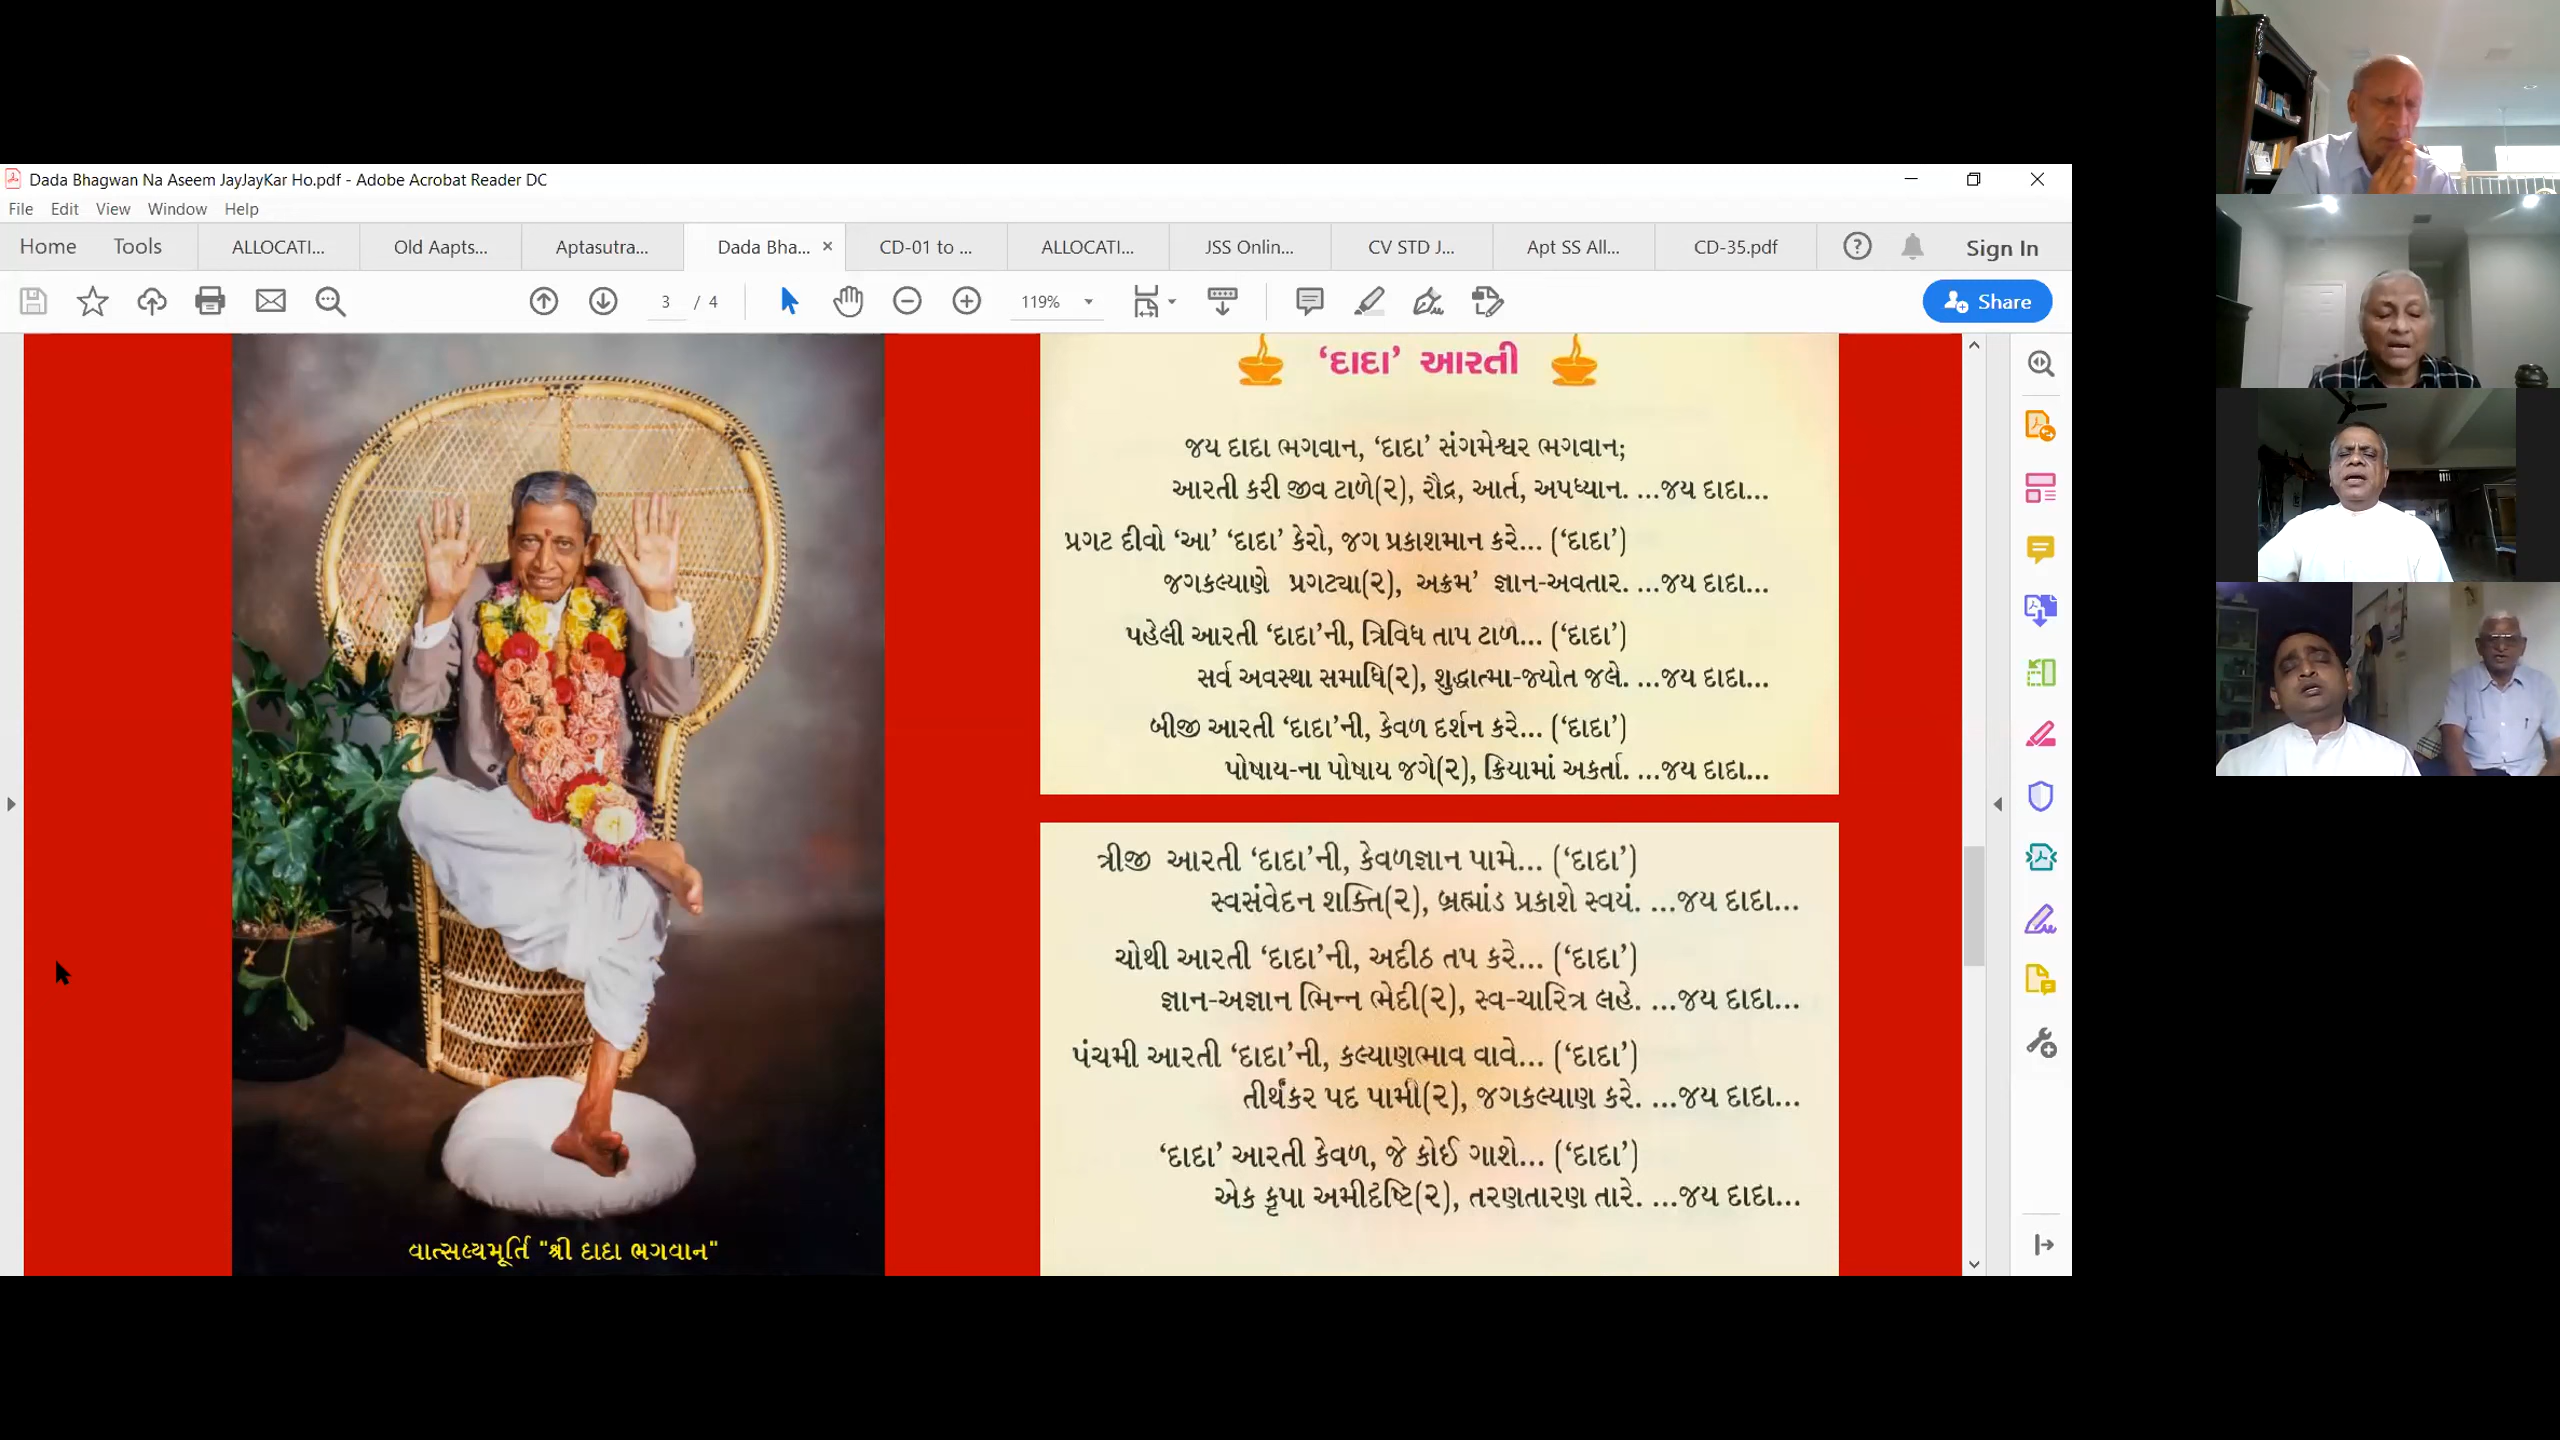 Dada Bhagwan Na Aseem JayJayKar Ho.pdf - Adobe Acrobat Reader DC
File Edit View Window Help
Home Tools ALLOCATI... Old Aapts... Aptasutra... Dada Bha... × CD-01 to ... ALLOCATI... JSS Onlin... CV STD J... Apt SS All... CD-35.pdf Sign In
3 / 4 119% Share
‘દાદા’ આરતી
જય દાદા ભગવાન, ‘દાદા’ સંગમેશ્વર ભગવાન;
આરતી કરી જીવ ટાળે(૨), રૌદ્ર, આર્ત, અપધ્યાન. ...જય દાદા...
પ્રગટ દીવો ‘આ’ ‘દાદા’ કેરો, જગ પ્રકાશમાન કરે... (‘દાદા’)
જગકલ્યાણે પ્રગટ્યા(૨), અક્રમ’ જ્ઞાન-અવતાર. ...જય દાદા...
પહેલી આરતી ‘દાદા’ની, ત્રિવિધ તાપ ટાળે... (‘દાદા’)
સર્વ અવસ્થા સમાધિ(૨), શુદ્ધાત્મા-જ્યોત જલે. ...જય દાદા...
બીજી આરતી ‘દાદા’ની, કેવળ દર્શન કરે... (‘દાદા’)
પોષાય-ના પોષાય જગે(૨), ક્રિયામાં અકર્તા. ...જય દાદા...
ત્રીજી આરતી ‘દાદા’ની, કેવળજ્ઞાન પામે... (‘દાદા’)
સ્વસંવેદન શક્તિ(૨), બ્રહ્માંડ પ્રકાશે સ્વયં. ...જય દાદા...
ચોથી આરતી ‘દાદા’ની, અદીઠ તપ કરે... (‘દાદા’)
જ્ઞાન-અજ્ઞાન ભિન્ન ભેદી(૨), સ્વ-ચારિત્ર લહે. ...જય દાદા...
પંચમી આરતી ‘દાદા’ની, કલ્યાણભાવ વાવે... (‘દાદા’)
તીર્થંકર પદ પામી(૨), જગકલ્યાણ કરે. ...જય દાદા...
‘દાદા’ આરતી કેવળ, જે કોઈ ગાશે... (‘દાદા’)
એક કૃપા અમીદષ્ટિ(૨), તરણતારણ તારે. ...જય દાદા...
વાત્સલ્યમૂર્તિ "શ્રી દાદા ભગવાન"